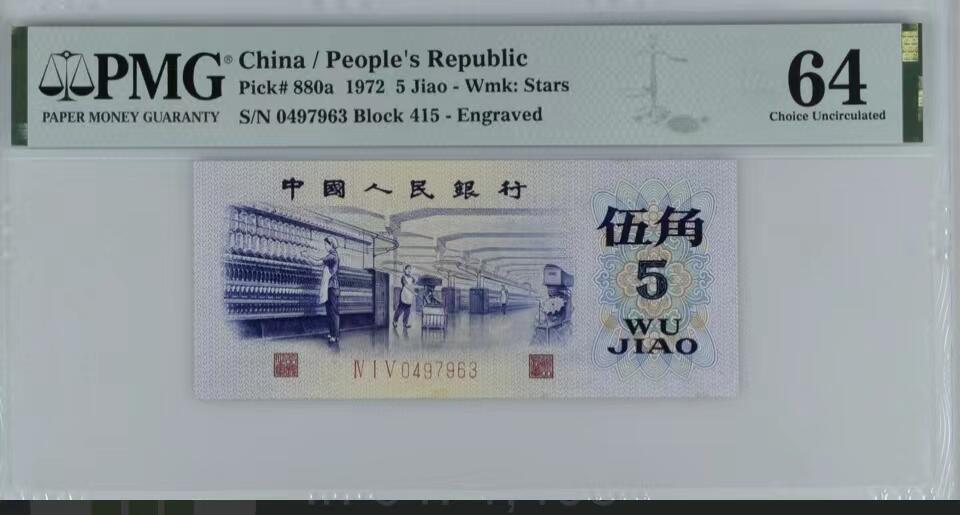 PMG® China / People's Republic
Pick# 880a 1972 5 Jiao - Wmk: Stars
PAPER MONEY GUARANTY S/N 0497963 Block 415 - Engraved
64
Choice Uncirculated
中國人民銀行
伍角
5
WU
JIAO
Ⅳ Ⅰ Ⅴ 0497963